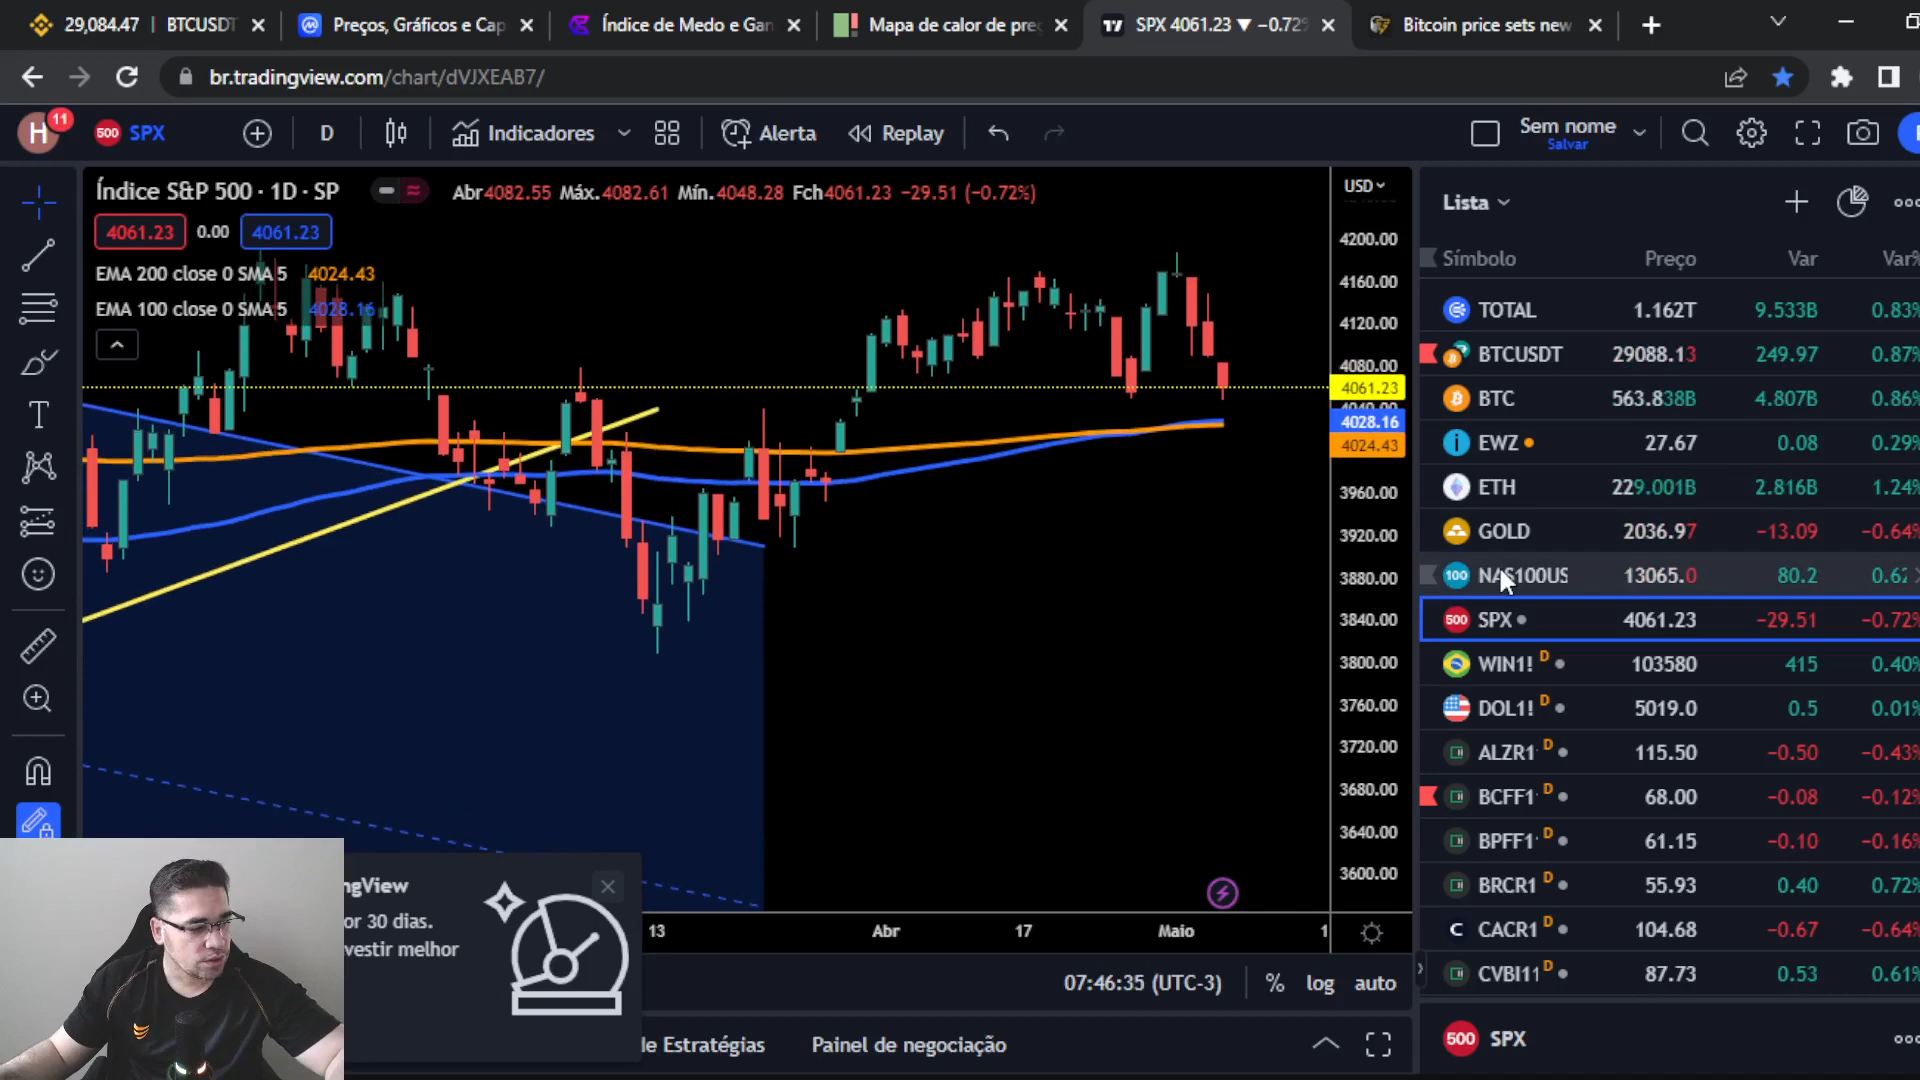 29,084.47 | BTCUSDT
Preços, Gráficos e Cap
Índice de Medo e Gan
Mapa de calor de pre
SPX 4061.23 ▼ −0.72%
Bitcoin price sets new
br.tradingview.com/chart/dVJXEAB7/
H
11
500
SPX
D
Indicadores
Alerta
Replay
Sem nome
Salvar
Índice S&P 500 · 1D · SP
Abr4082.55 Máx.4082.61 Mín.4048.28 Fch4061.23 −29.51 (−0.72%)
4061.23 0.00 4061.23
EMA 200 close 0 SMA 5 4024.43
EMA 100 close 0 SMA 5 4028.16
USD
4200.00
4160.00
4120.00
4080.00
4061.23
4028.16
4024.43
3960.00
3920.00
3880.00
3840.00
3800.00
3760.00
3720.00
3680.00
3640.00
3600.00
13 Abr 17 Maio 1
07:46:35 (UTC-3) % log auto
ngView
or 30 dias.
vestir melhor
de Estratégias
Painel de negociação
Lista
Símbolo Preço Var Var%
TOTAL 1.162T 9.533B 0.83%
BTCUSDT 29088.13 249.97 0.87%
BTC 563.838B 4.807B 0.86%
EWZ 27.67 0.08 0.29%
ETH 229.001B 2.816B 1.24%
GOLD 2036.97 −13.09 −0.64%
100 NAS100US 13065.0 80.2 0.62
500 SPX 4061.23 −29.51 −0.72%
WIN1! D 103580 415 0.40%
DOL1! D 5019.0 0.5 0.01%
ALZR1 D 115.50 −0.50 −0.43%
BCFF1 D 68.00 −0.08 −0.12%
BPFF1 D 61.15 −0.10 −0.16%
BRCR1 D 55.93 0.40 0.72%
CACR1 D 104.68 −0.67 −0.64%
CVBI11 D 87.73 0.53 0.61%
500 SPX